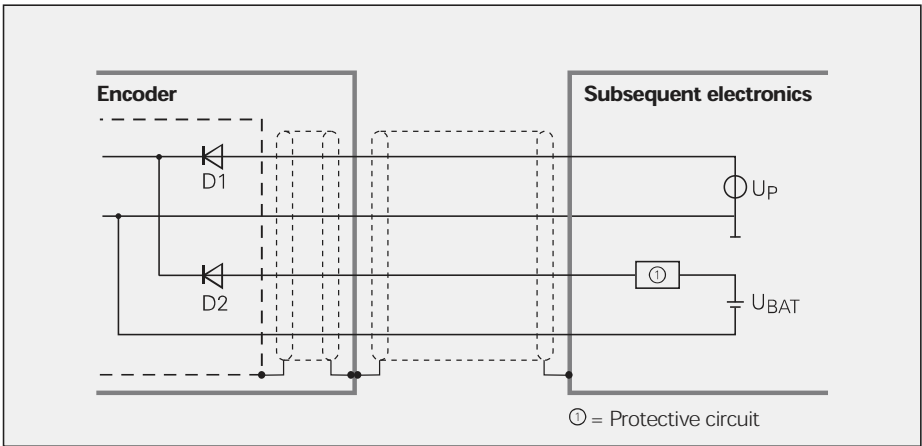 Encoder
Subsequent electronics
D1
UP
①
D2
UBAT
① = Protective circuit